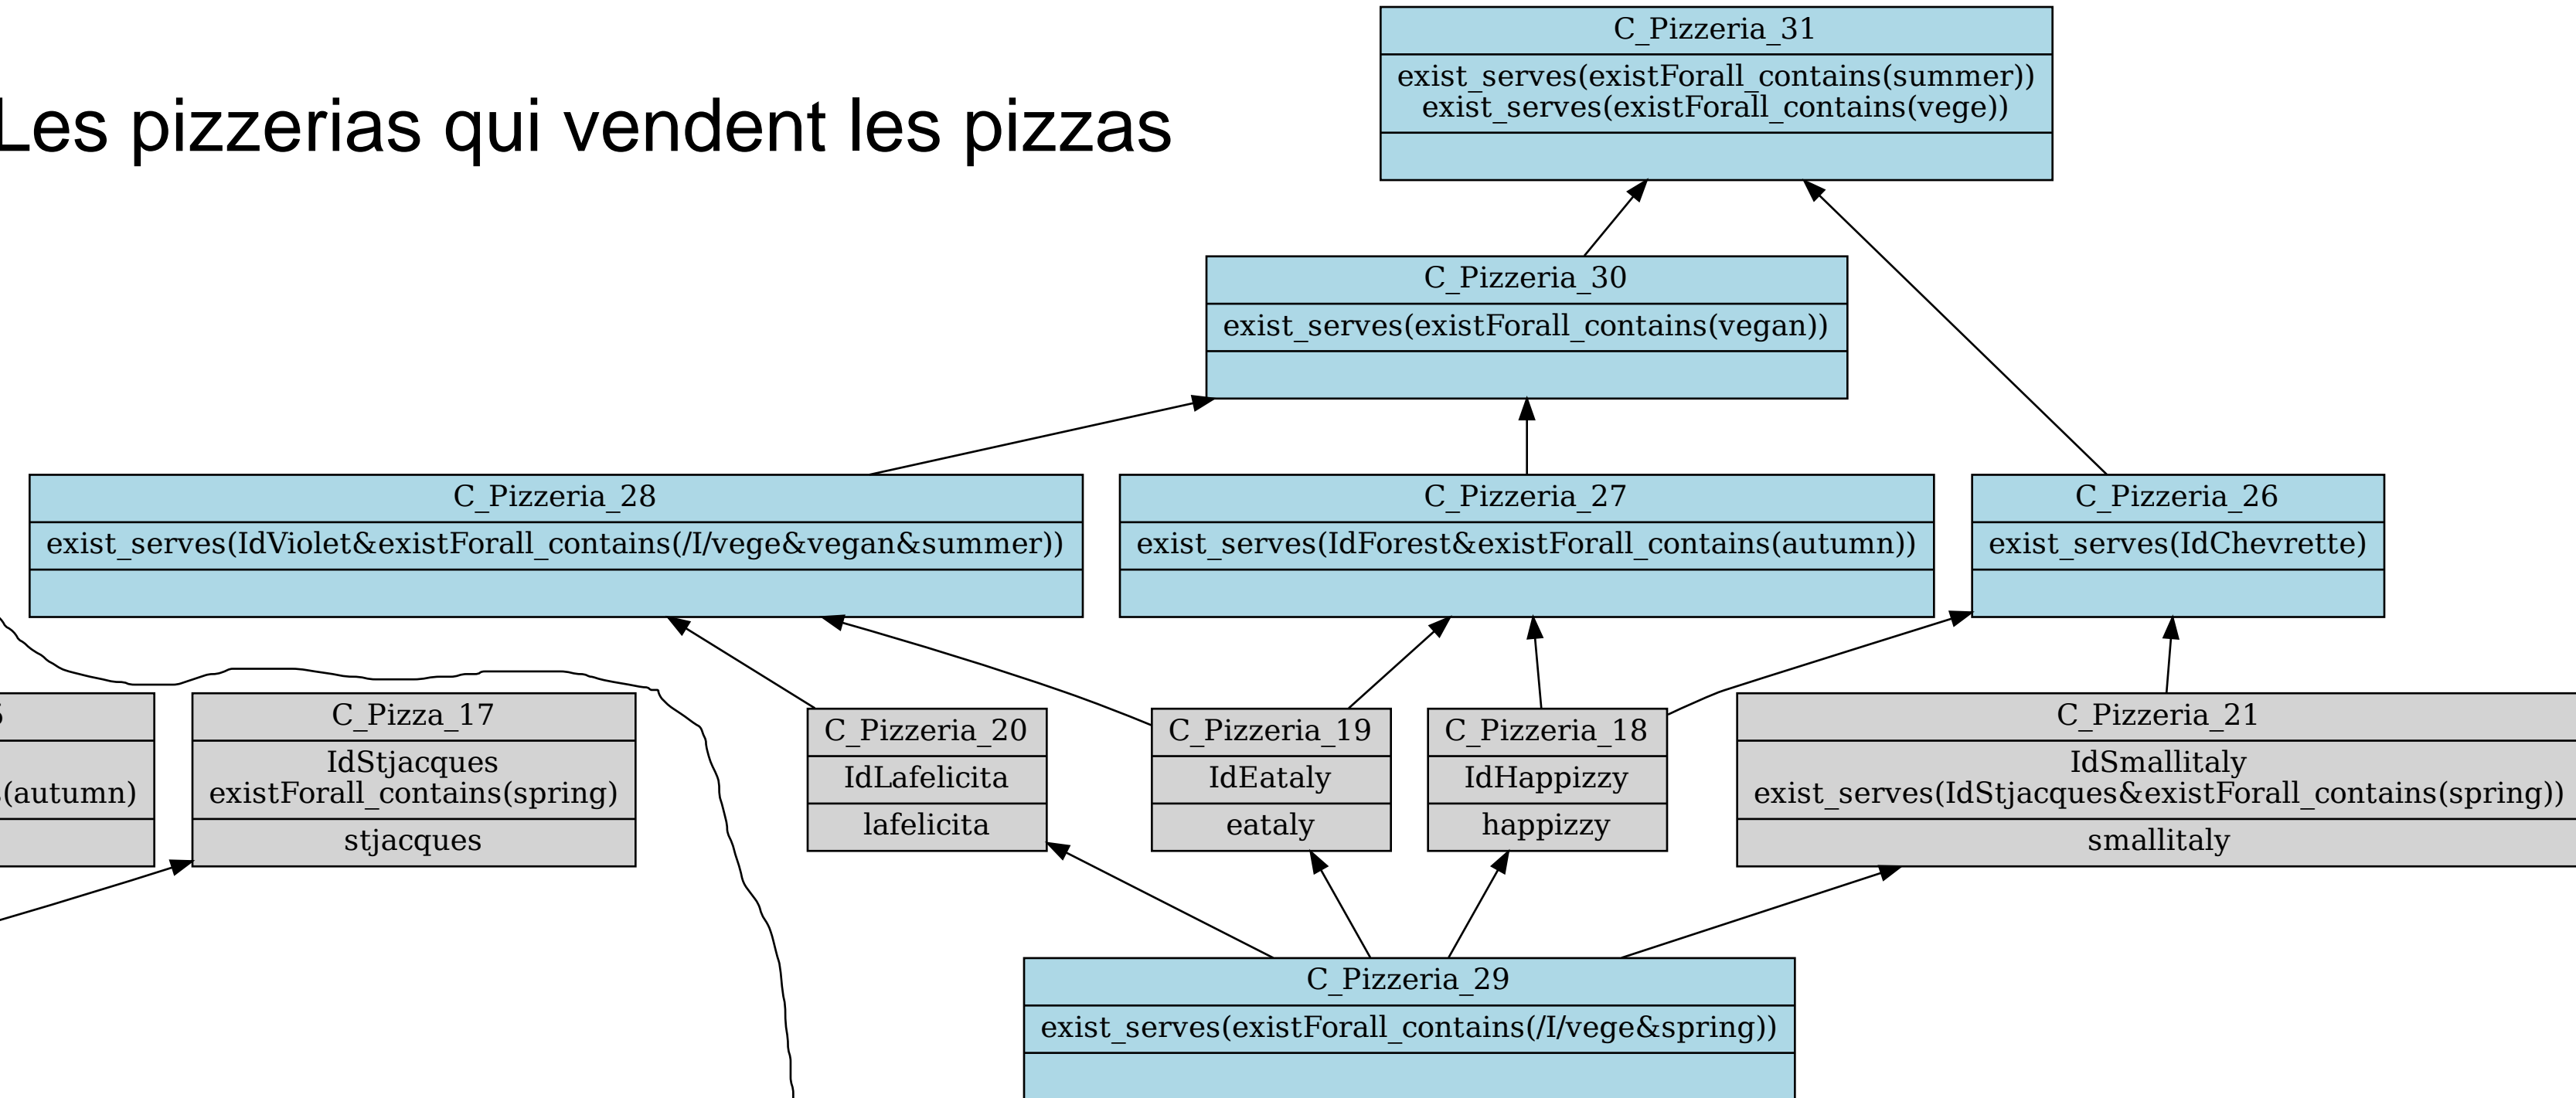 C_Pizzeria_31
exist_serves(existForall_contains(summer))
exist_serves(existForall_contains(vege))
Les pizzerias qui vendent les pizzas
C_Pizzeria_30
exist_serves(existForall_contains(vegan))
C_Pizzeria_28
exist_serves(IdViolet&existForall_contains(/I/vege&vegan&summer))
C_Pizzeria_27
exist_serves(IdForest&existForall_contains(autumn))
C_Pizzeria_26
exist_serves(IdChevrette)
(autumn)
C_Pizza_17
IdStjacques
existForall_contains(spring)
stjacques
C_Pizzeria_20
IdLafelicita
lafelicita
C_Pizzeria_19
IdEataly
eataly
C_Pizzeria_18
IdHappizzy
happizzy
C_Pizzeria_21
IdSmallitaly
exist_serves(IdStjacques&existForall_contains(spring))
smallitaly
C_Pizzeria_29
exist_serves(existForall_contains(/I/vege&spring))